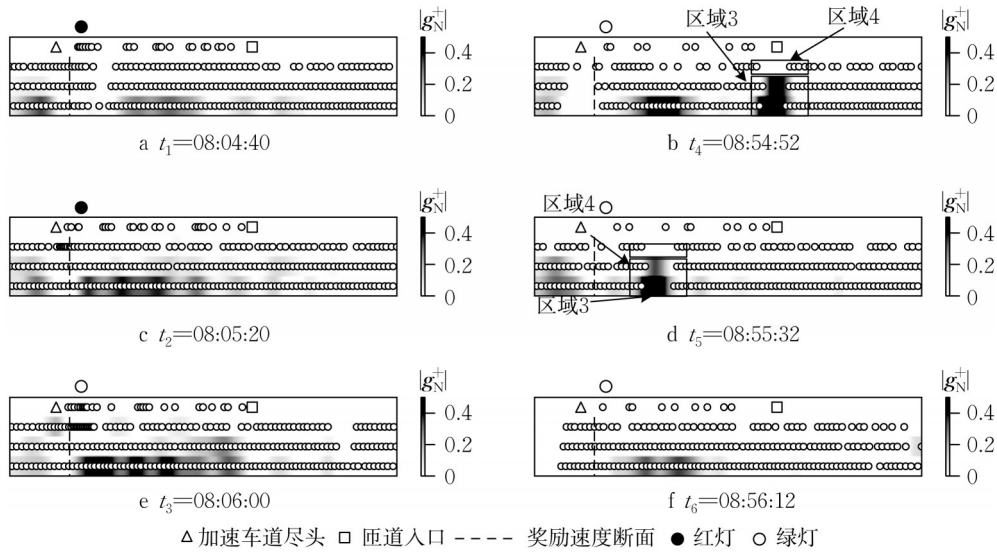 |g_N^+| |g_N^+|
区域3 区域4
0.4 0.4
0.2 0.2
0 0
a t₁=08:04:40 b t₄=08:54:52
|g_N^+| |g_N^+|
区域4
0.4 0.4
0.2 0.2
0 0
区域3
c t₂=08:05:20 d t₅=08:55:32
|g_N^+| |g_N^+|
0.4 0.4
0.2 0.2
0 0
e t₃=08:06:00 f t₆=08:56:12
△ 加速车道尽头 □ 匝道入口 ---- 奖励速度断面 ● 红灯 ○ 绿灯